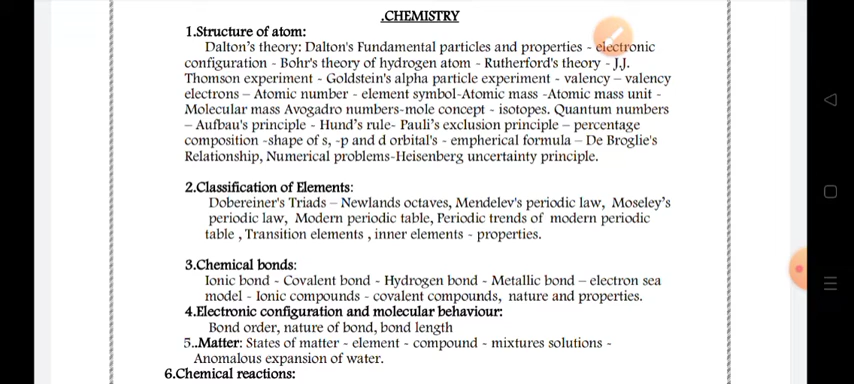 .CHEMISTRY
1.Structure of atom:
Dalton's theory: Dalton's Fundamental particles and properties - electronic
configuration - Bohr's theory of hydrogen atom - Rutherford's theory - J.J.
Thomson experiment - Goldstein's alpha particle experiment - valency – valency
electrons – Atomic number - element symbol-Atomic mass -Atomic mass unit -
Molecular mass Avogadro numbers-mole concept - isotopes. Quantum numbers
– Aufbau's principle - Hund's rule- Pauli's exclusion principle – percentage
composition -shape of s, -p and d orbital's - empherical formula – De Broglie's
Relationship, Numerical problems-Heisenberg uncertainty principle.
2.Classification of Elements:
Dobereiner's Triads – Newlands octaves, Mendelev's periodic law, Moseley's
periodic law, Modern periodic table, Periodic trends of modern periodic
table , Transition elements , inner elements - properties.
3.Chemical bonds:
Ionic bond - Covalent bond - Hydrogen bond - Metallic bond – electron sea
model - Ionic compounds - covalent compounds, nature and properties.
4.Electronic configuration and molecular behaviour:
Bond order, nature of bond, bond length
5..Matter: States of matter - element - compound - mixtures solutions -
Anomalous expansion of water.
6.Chemical reactions: